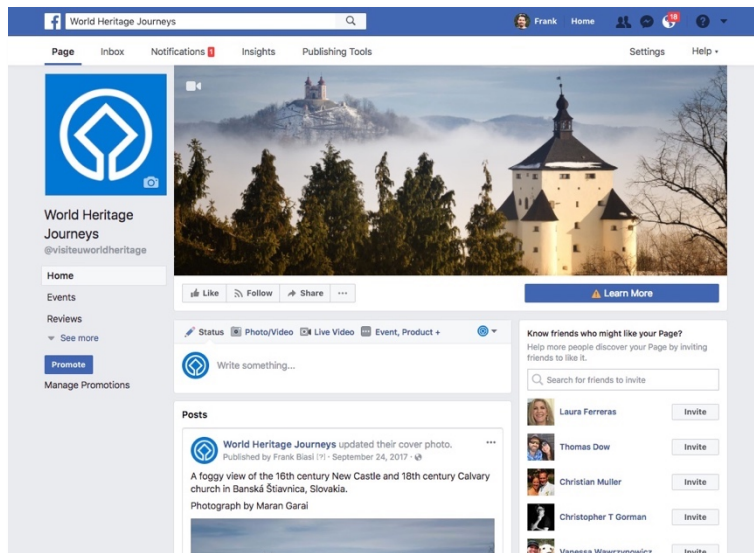 World Heritage Journeys
Frank Home 18
Page Inbox Notifications 1 Insights Publishing Tools Settings Help
World Heritage
Journeys
@visiteuworldheritage
Home
Events
Reviews
See more
Promote
Manage Promotions
Like Follow Share ...
Learn More
Status Photo/Video Live Video Event, Product +
Write something...
Posts
World Heritage Journeys updated their cover photo. ...
Published by Frank Biasi [?] · September 24, 2017 ·
A foggy view of the 16th century New Castle and 18th century Calvary
church in Banská Štiavnica, Slovakia.
Photograph by Maran Garai
Know friends who might like your Page?
Help more people discover your Page by inviting
friends to like it.
Search for friends to invite
Laura Ferreras Invite
Thomas Dow Invite
Christian Muller Invite
Christopher T Gorman Invite
Vanessa Wawrzynowicz Invite